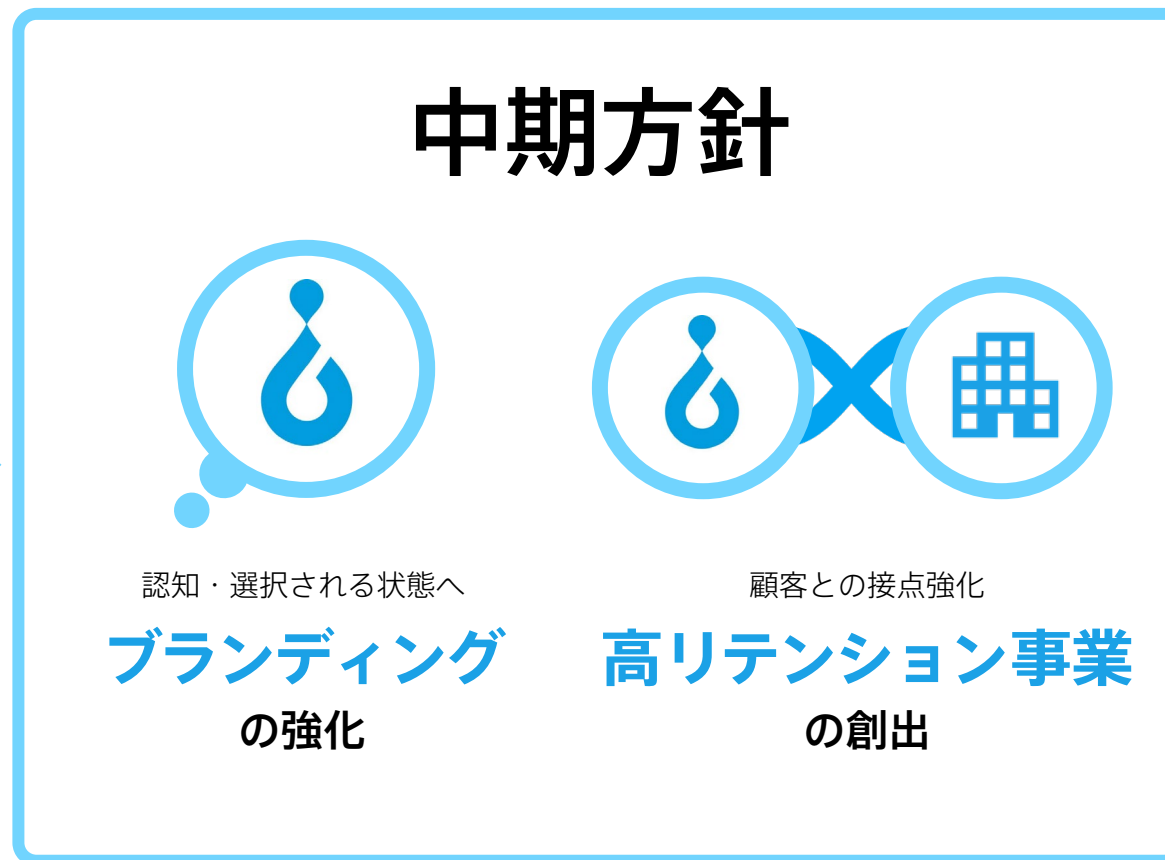 中期方針
認知・選択される状態へ
ブランディング
の強化
顧客との接点強化
高リテンション事業
の創出